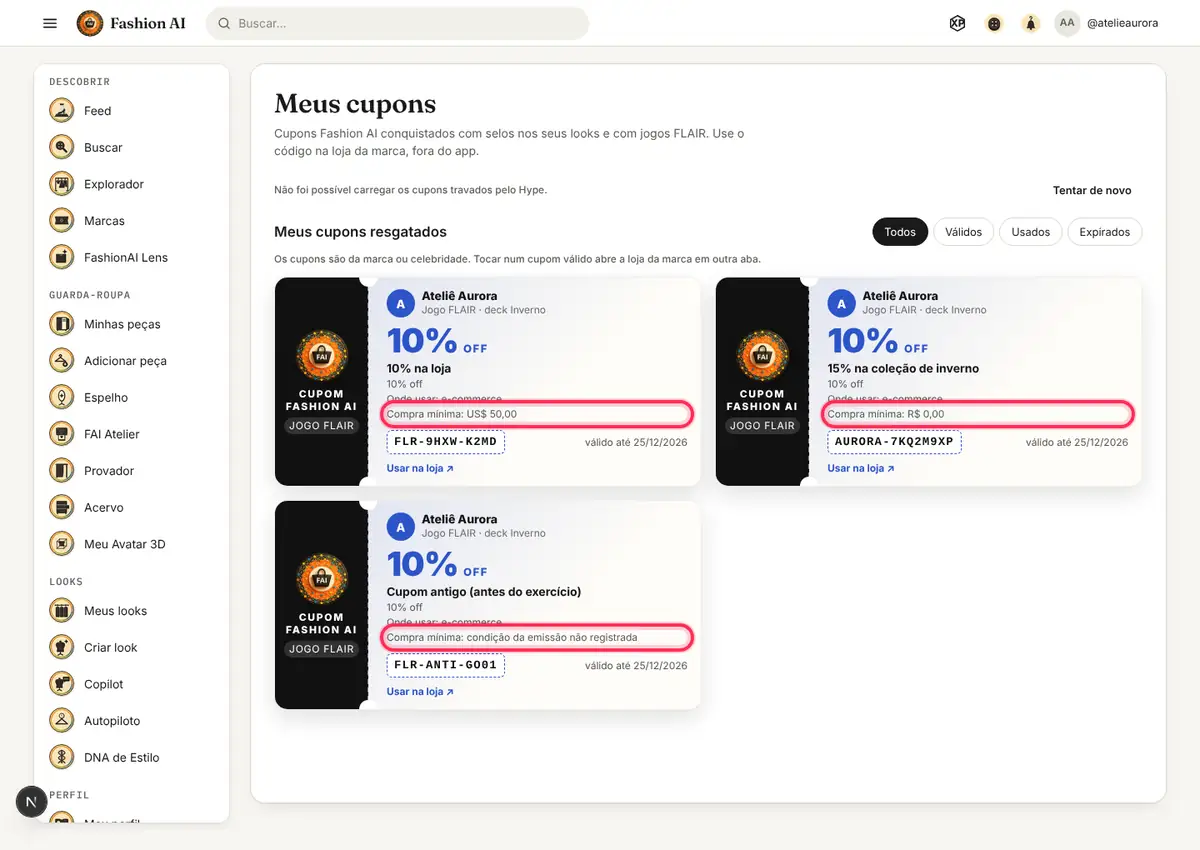 Fashion AI
Buscar...
XP
AA
@atelieaurora
DESCOBRIR
Feed
Buscar
Explorador
Marcas
FashionAI Lens
GUARDA-ROUPA
Minhas peças
Adicionar peça
Espelho
FAI Atelier
Provador
Acervo
Meu Avatar 3D
LOOKS
Meus looks
Criar look
Copilot
Autopiloto
DNA de Estilo
PERFIL
Meu perfil
N
Meus cupons
Cupons Fashion AI conquistados com selos nos seus looks e com jogos FLAIR. Use o
código na loja da marca, fora do app.
Não foi possível carregar os cupons travados pelo Hype.
Tentar de novo
Meus cupons resgatados
Todos
Válidos
Usados
Expirados
Os cupons são da marca ou celebridade. Tocar num cupom válido abre a loja da marca em outra aba.
FAI
CUPOM
FASHION AI
JOGO FLAIR
A
Ateliê Aurora
Jogo FLAIR · deck Inverno
10% OFF
10% na loja
10% off
Onde usar: e-commerce
Compra mínima: US$ 50,00
FLR-9HXW-K2MD
válido até 25/12/2026
Usar na loja ↗
FAI
CUPOM
FASHION AI
JOGO FLAIR
A
Ateliê Aurora
Jogo FLAIR · deck Inverno
10% OFF
15% na coleção de inverno
10% off
Onde usar: e-commerce
Compra mínima: R$ 0,00
AURORA-7KQ2M9XP
válido até 25/12/2026
Usar na loja ↗
FAI
CUPOM
FASHION AI
JOGO FLAIR
A
Ateliê Aurora
Jogo FLAIR · deck Inverno
10% OFF
Cupom antigo (antes do exercício)
10% off
Onde usar: e-commerce
Compra mínima: condição da emissão não registrada
FLR-ANTI-GO01
válido até 25/12/2026
Usar na loja ↗